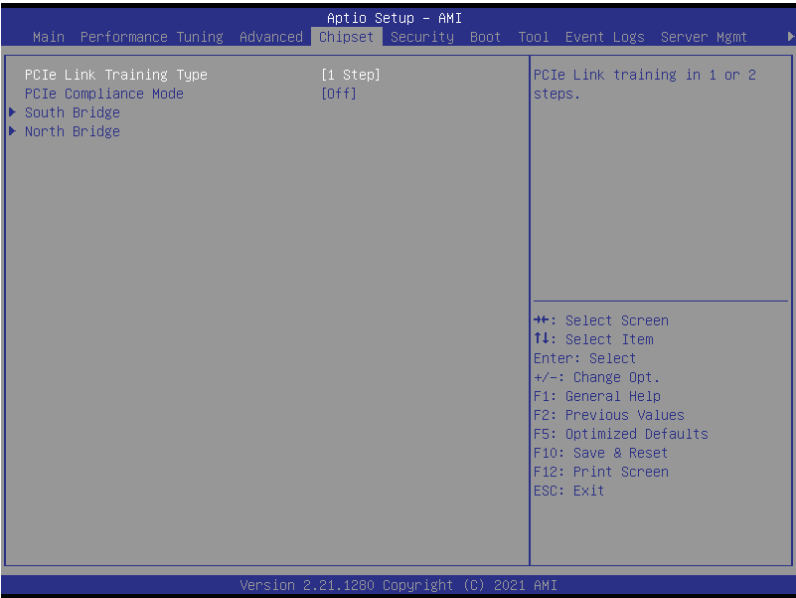 Aptio Setup – AMI
Main Performance Tuning Advanced Chipset Security Boot Tool Event Logs Server Mgmt ▶
PCIe Link Training Type [1 Step]
PCIe Compliance Mode [Off]
▶ South Bridge
▶ North Bridge
PCIe Link training in 1 or 2
steps.
→←: Select Screen
↑↓: Select Item
Enter: Select
+/-: Change Opt.
F1: General Help
F2: Previous Values
F5: Optimized Defaults
F10: Save & Reset
F12: Print Screen
ESC: Exit
Version 2.21.1280 Copyright (C) 2021 AMI